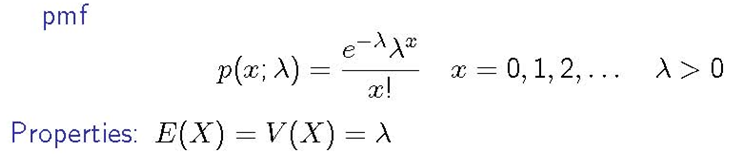 pmf
p(x; λ) = e^{-λ}λ^x / x!   x = 0, 1, 2, …   λ > 0
Properties: E(X) = V(X) = λ